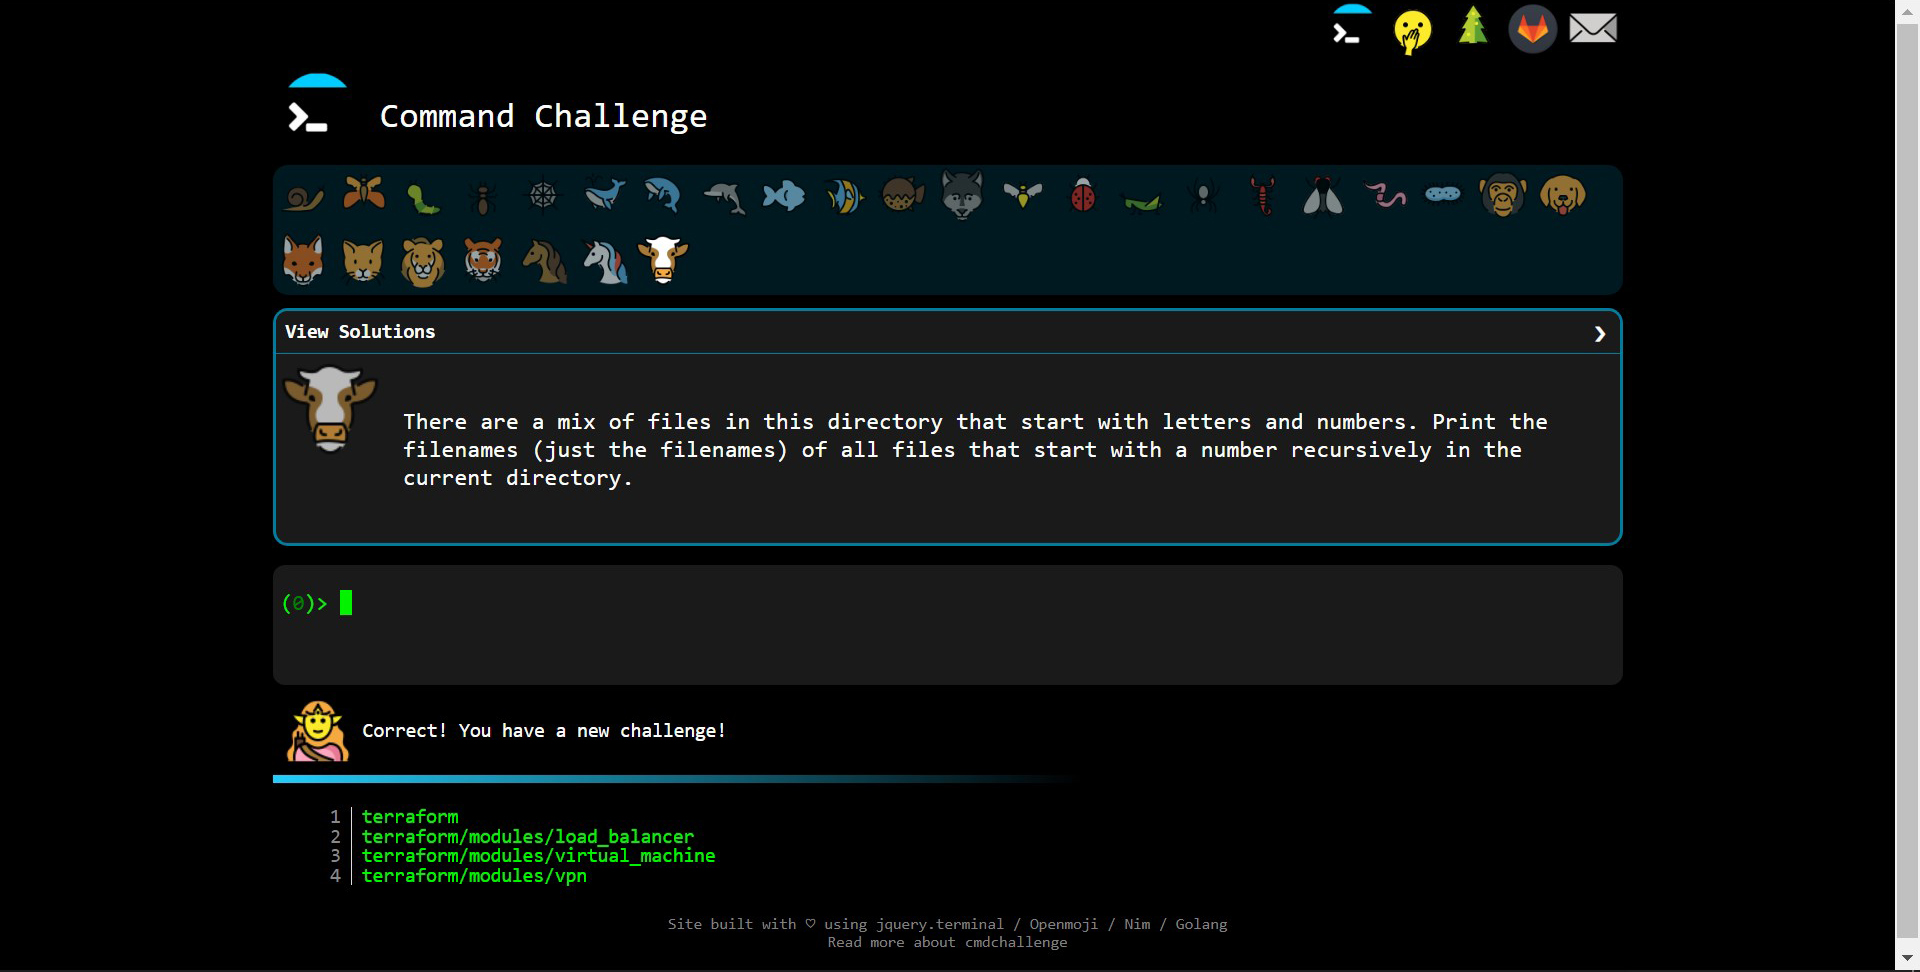 Command Challenge
View Solutions
There are a mix of files in this directory that start with letters and numbers. Print the
filenames (just the filenames) of all files that start with a number recursively in the
current directory.
(0)>
Correct! You have a new challenge!
1 terraform
2 terraform/modules/load_balancer
3 terraform/modules/virtual_machine
4 terraform/modules/vpn
Site built with ♡ using jquery.terminal / Openmoji / Nim / Golang
Read more about cmdchallenge